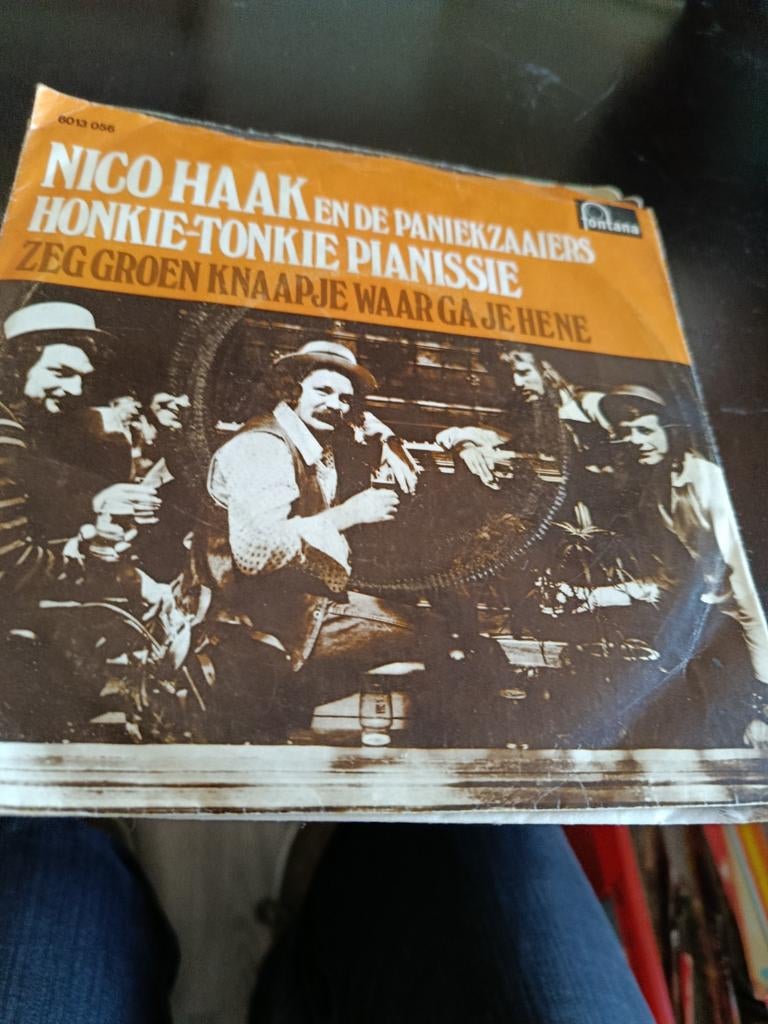 6013 056
fontana
NICO HAAK EN DE PANIEKZAAIERS
HONKIE-TONKIE PIANISSIE
ZEG GROEN KNAAPJE WAAR GA JE HENE